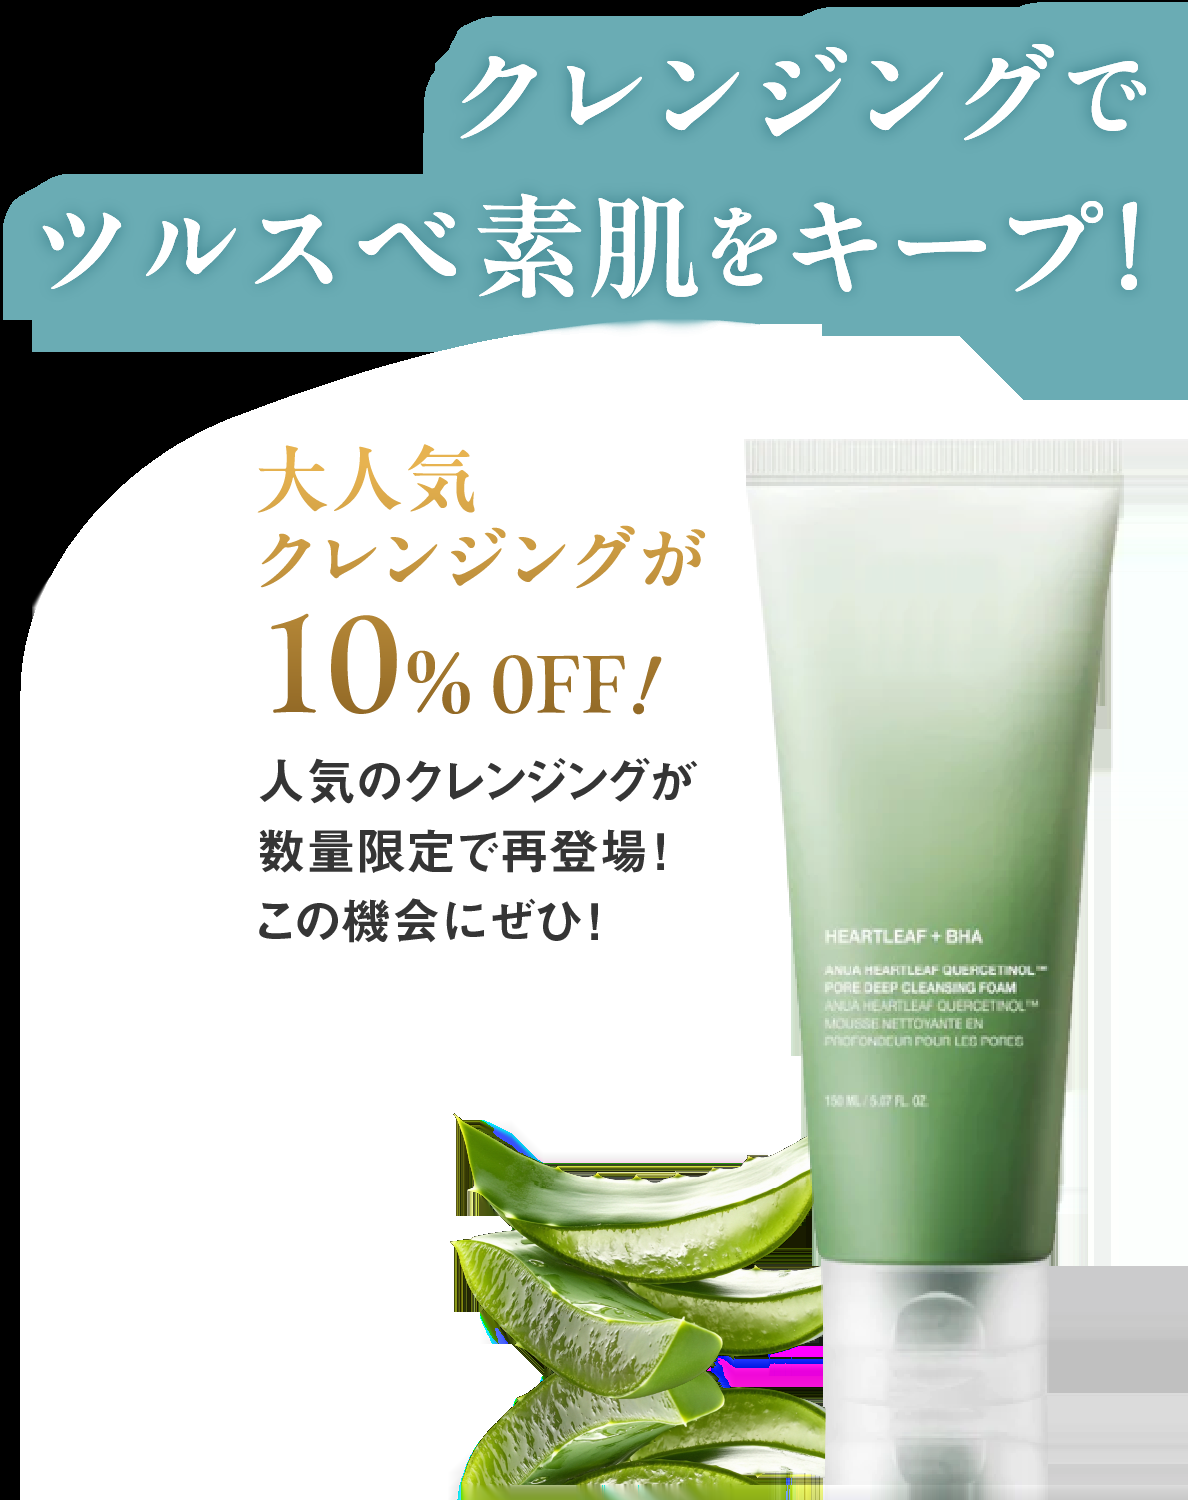 クレンジングで
ツルスベ素肌をキープ！
大人気
クレンジングが
10% OFF！
人気のクレンジングが
数量限定で再登場！
この機会にぜひ！
HEARTLEAF + BHA
ANUA HEARTLEAF QUERCETINOL™
PORE DEEP CLEANSING FOAM
ANUA HEARTLEAF QUERCETINOL™
MOUSSE NETTOYANTE EN
PROFONDEUR POUR LES PORES
150 ML / 5.07 FL. OZ.